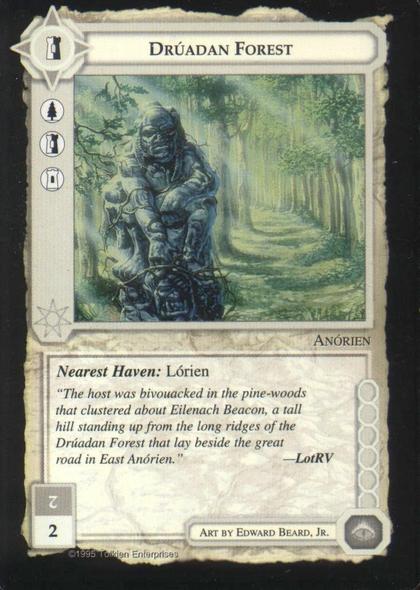 DRÚADAN FOREST
ANÓRIEN
Nearest Haven: Lórien
"The host was bivouacked in the pine-woods
that clustered about Eilenach Beacon, a tall
hill standing up from the long ridges of the
Drúadan Forest that lay beside the great
road in East Anórien." —LotRV
2
2
ART BY EDWARD BEARD, JR.
©1995 Tolkien Enterprises